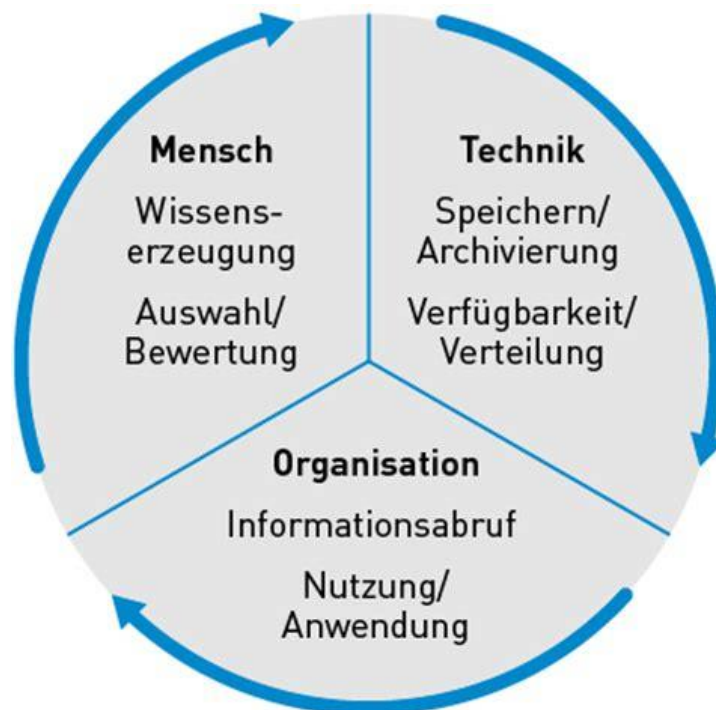 Mensch
Wissens-
erzeugung
Auswahl/
Bewertung
Technik
Speichern/
Archivierung
Verfügbarkeit/
Verteilung
Organisation
Informationsabruf
Nutzung/
Anwendung